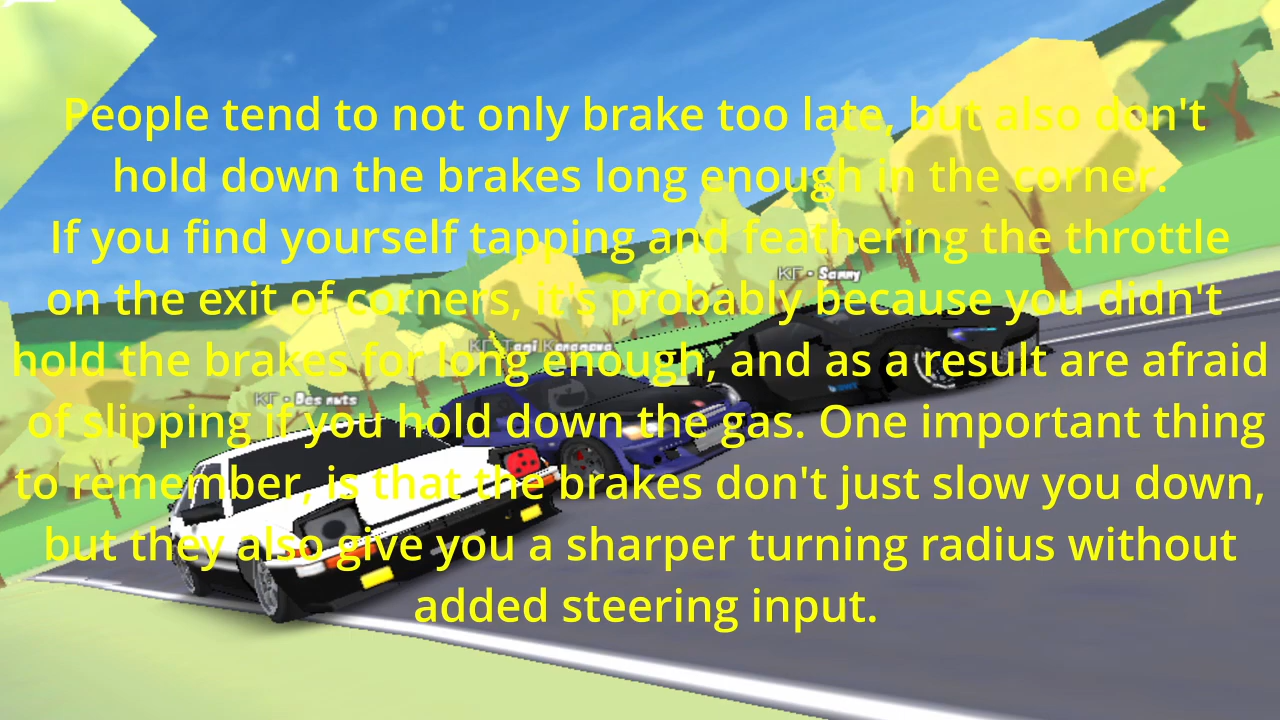 People tend to not only brake too late, but also don't
hold down the brakes long enough in the corner.
If you find yourself tapping and feathering the throttle
on the exit of corners, it's probably because you didn't
hold the brakes for long enough, and as a result are afraid
of slipping if you hold down the gas. One important thing
to remember, is that the brakes don't just slow you down,
but they also give you a sharper turning radius without
added steering input.
КГ - Sammy